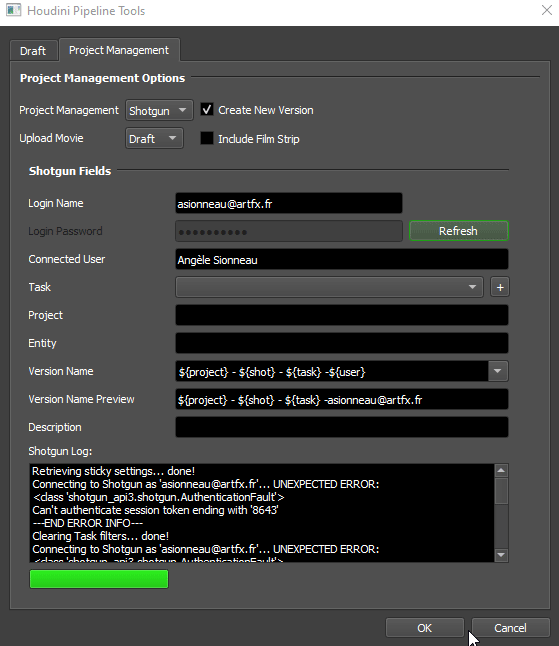 Houdini Pipeline Tools
Draft
Project Management
Project Management Options
Project Management
Shotgun
Create New Version
Upload Movie
Draft
Include Film Strip
Shotgun Fields
Login Name
asionneau@artfx.fr
Login Password
●●●●●●●●●●
Refresh
Connected User
Angèle Sionneau
Task
+
Project
Entity
Version Name
${project} - ${shot} - ${task} -${user}
Version Name Preview
${project} - ${shot} - ${task} -asionneau@artfx.fr
Description
Shotgun Log:
Retrieving sticky settings... done!
Connecting to Shotgun as 'asionneau@artfx.fr'... UNEXPECTED ERROR:
<class 'shotgun_api3.shotgun.AuthenticationFault'>
Can't authenticate session token ending with '8643'
---END ERROR INFO---
Clearing Task filters... done!
Connecting to Shotgun as 'asionneau@artfx.fr'... UNEXPECTED ERROR:
<class 'shotgun_api3.shotgun.AuthenticationFault'>
OK
Cancel